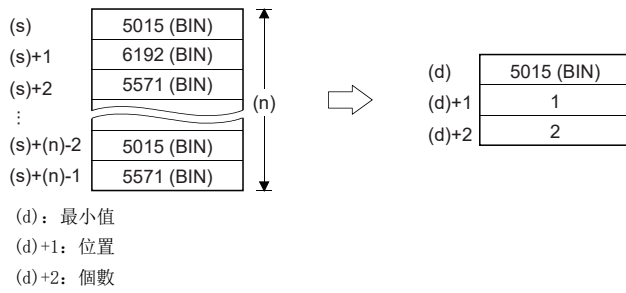 (s) 5015 (BIN)
(s)+1 6192 (BIN)
(s)+2 5571 (BIN)
⋮ (n)
(s)+(n)-2 5015 (BIN)
(s)+(n)-1 5571 (BIN)
(d) 5015 (BIN)
(d)+1 1
(d)+2 2
(d)：最小值
(d)+1：位置
(d)+2：個數